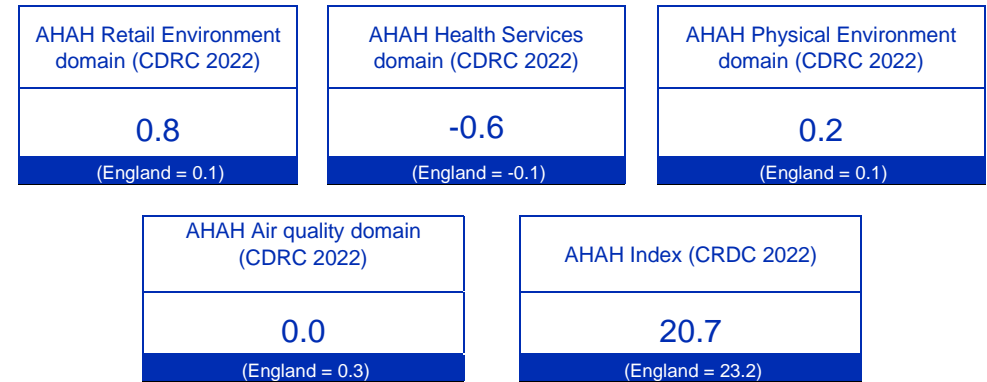 AHAH Retail Environment
domain (CDRC 2022)
0.8
(England = 0.1)
AHAH Health Services
domain (CDRC 2022)
-0.6
(England = -0.1)
AHAH Physical Environment
domain (CDRC 2022)
0.2
(England = 0.1)
AHAH Air quality domain
(CDRC 2022)
0.0
(England = 0.3)
AHAH Index (CRDC 2022)
20.7
(England = 23.2)